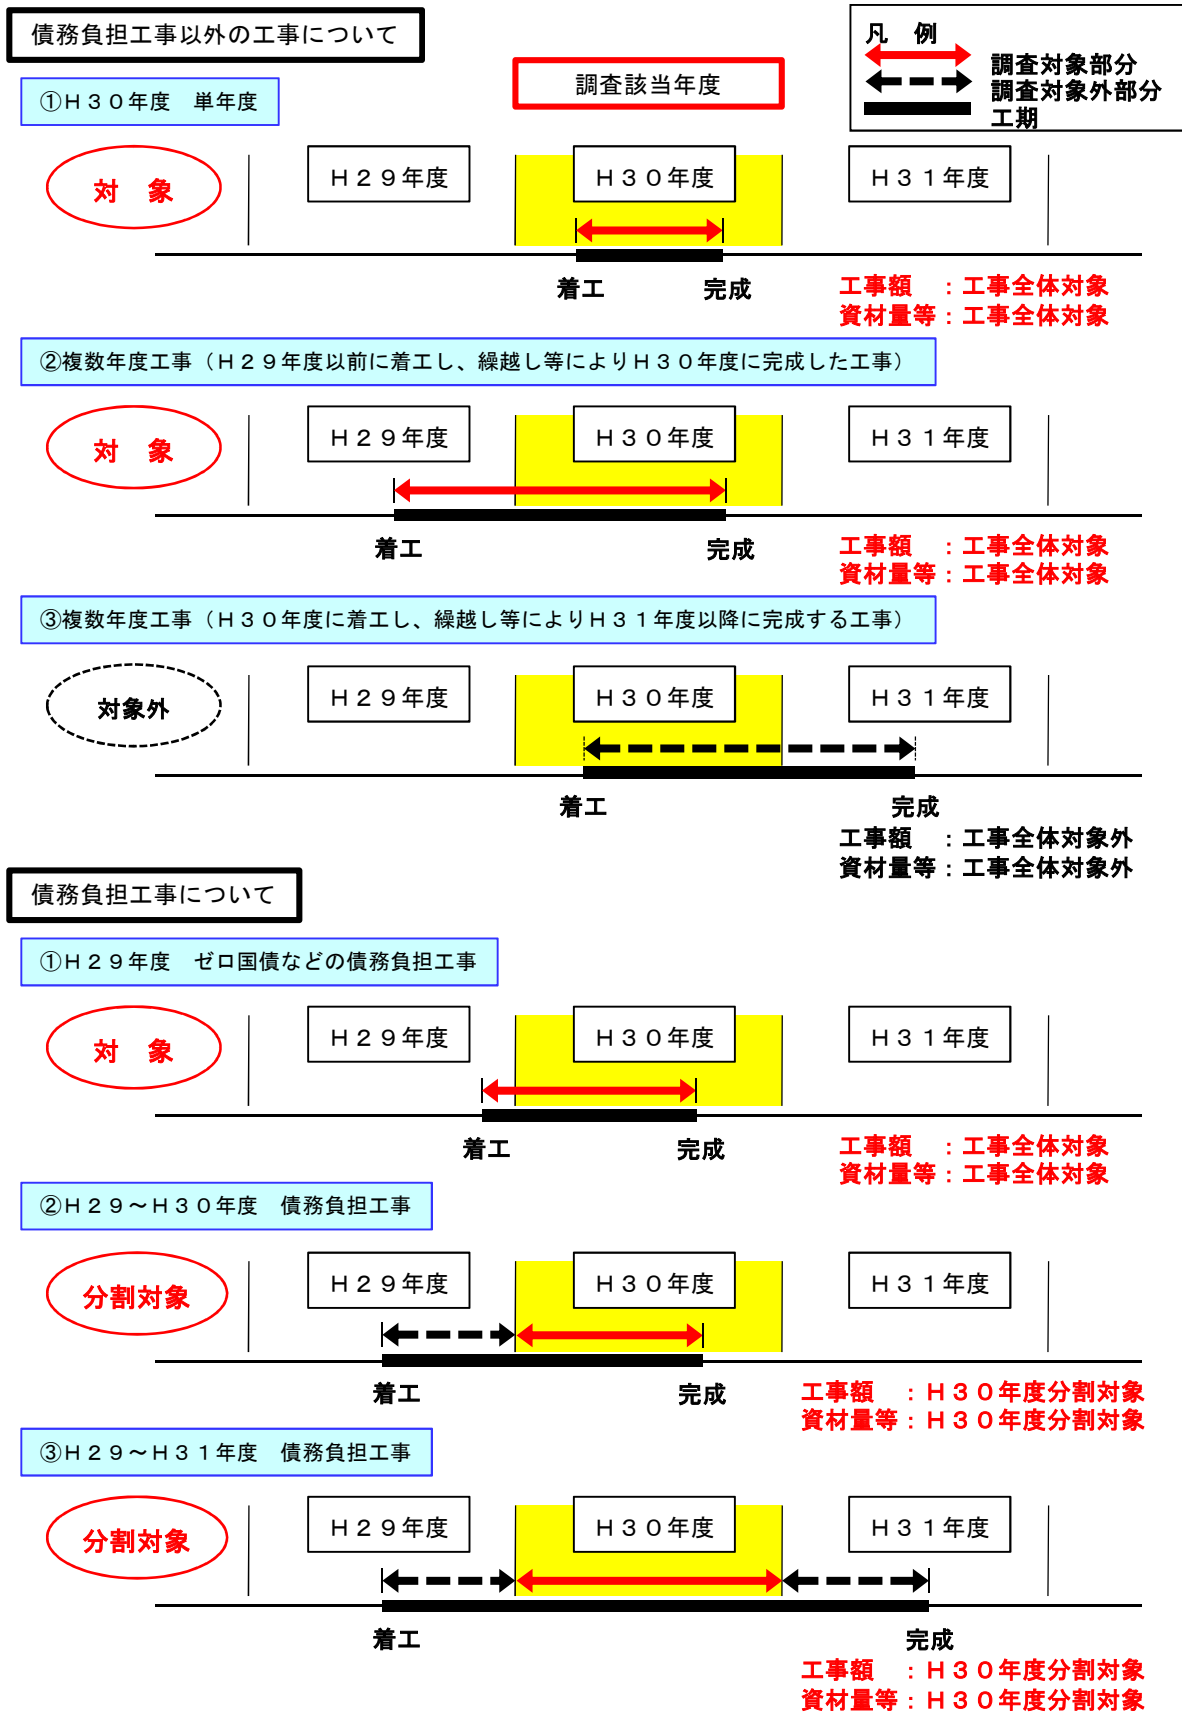 債務負担工事以外の工事について
凡　例
調査対象部分
調査対象外部分
工期
調査該当年度
①Ｈ３０年度　単年度
対　象
Ｈ２９年度
Ｈ３０年度
Ｈ３１年度
着工
完成
工事額　：工事全体対象
資材量等：工事全体対象
②複数年度工事（Ｈ２９年度以前に着工し、繰越し等によりＨ３０年度に完成した工事）
対　象
Ｈ２９年度
Ｈ３０年度
Ｈ３１年度
着工
完成
工事額　：工事全体対象
資材量等：工事全体対象
③複数年度工事（Ｈ３０年度に着工し、繰越し等によりＨ３１年度以降に完成する工事）
対象外
Ｈ２９年度
Ｈ３０年度
Ｈ３１年度
着工
完成
工事額　：工事全体対象外
資材量等：工事全体対象外
債務負担工事について
①Ｈ２９年度　ゼロ国債などの債務負担工事
対　象
Ｈ２９年度
Ｈ３０年度
Ｈ３１年度
着工
完成
工事額　：工事全体対象
資材量等：工事全体対象
②Ｈ２９～Ｈ３０年度　債務負担工事
分割対象
Ｈ２９年度
Ｈ３０年度
Ｈ３１年度
着工
完成
工事額　：Ｈ３０年度分割対象
資材量等：Ｈ３０年度分割対象
③Ｈ２９～Ｈ３１年度　債務負担工事
分割対象
Ｈ２９年度
Ｈ３０年度
Ｈ３１年度
着工
完成
工事額　：Ｈ３０年度分割対象
資材量等：Ｈ３０年度分割対象